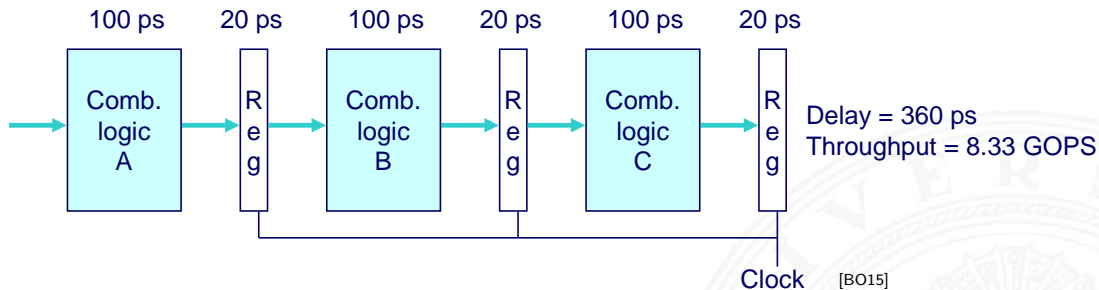 100 ps 20 ps 100 ps 20 ps 100 ps 20 ps
Comb.
logic
A
R
e
g
Comb.
logic
B
R
e
g
Comb.
logic
C
R
e
g
Delay = 360 ps
Throughput = 8.33 GOPS
Clock [BO15]
I V E R S